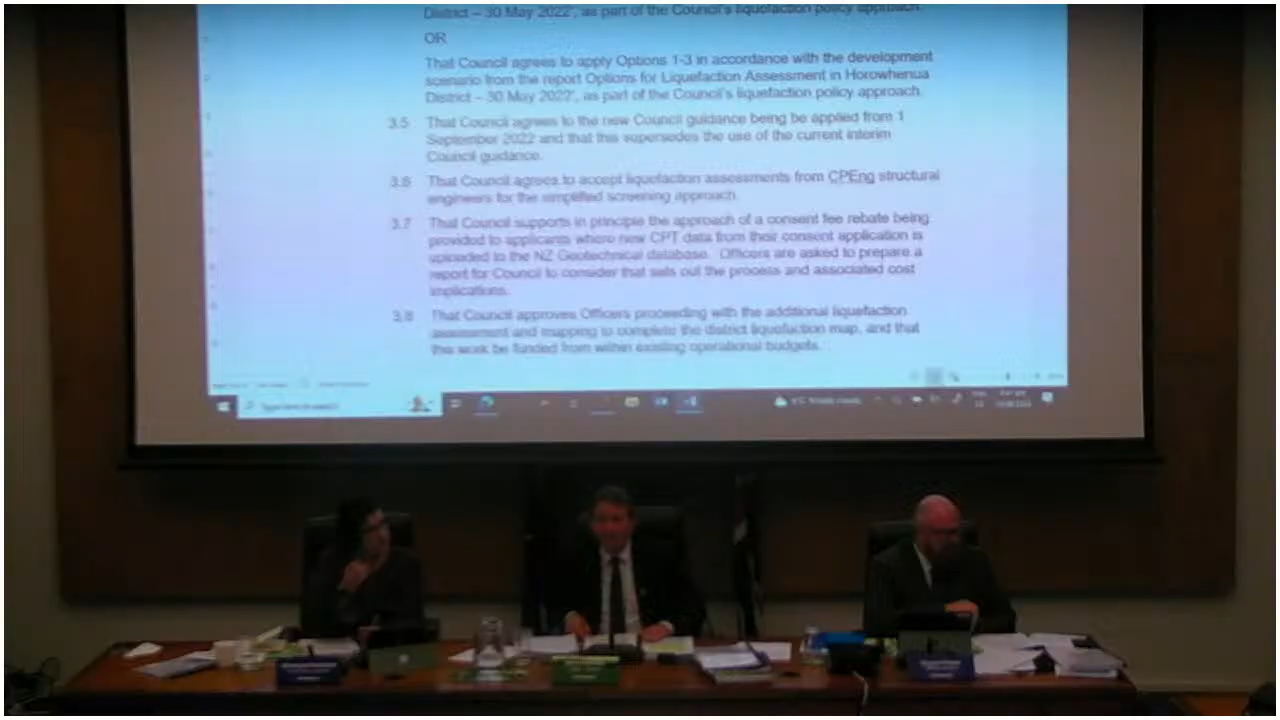 District – 30 May 2022', as part of the Council's liquefaction policy approach.
OR
That Council agrees to apply Options 1-3 in accordance with the development
scenario from the report Options for Liquefaction Assessment in Horowhenua
District – 30 May 2022', as part of the Council's liquefaction policy approach.
3.5 That Council agrees to the new Council guidance being be applied from 1
September 2022 and that this supersedes the use of the current interim
Council guidance.
3.6 That Council agrees to accept liquefaction assessments from CPEng structural
engineers for the simplified screening approach.
3.7 That Council supports in principle the approach of a consent fee rebate being
provided to applicants where new CPT data from their consent application is
uploaded to the NZ Geotechnical database. Officers are asked to prepare a
report for Council to consider that sets out the process and associated cost
implications.
3.8 That Council approves Officers proceeding with the additional liquefaction
assessment and mapping to complete the district liquefaction map, and that
this work be funded from within existing operational budgets.
Type here to search